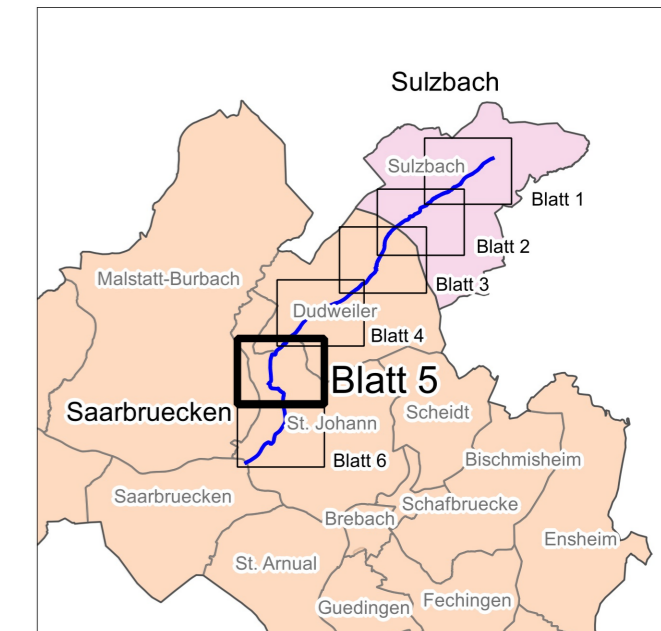 Sulzbach
Sulzbach
Blatt 1
Blatt 2
Malstatt-Burbach
Blatt 3
Dudweiler
Blatt 4
Blatt 5
Saarbruecken
Scheidt
St. Johann
Blatt 6
Bischmisheim
Saarbruecken
Schafbruecke
Brebach
Ensheim
St. Arnual
Guedingen
Fechingen